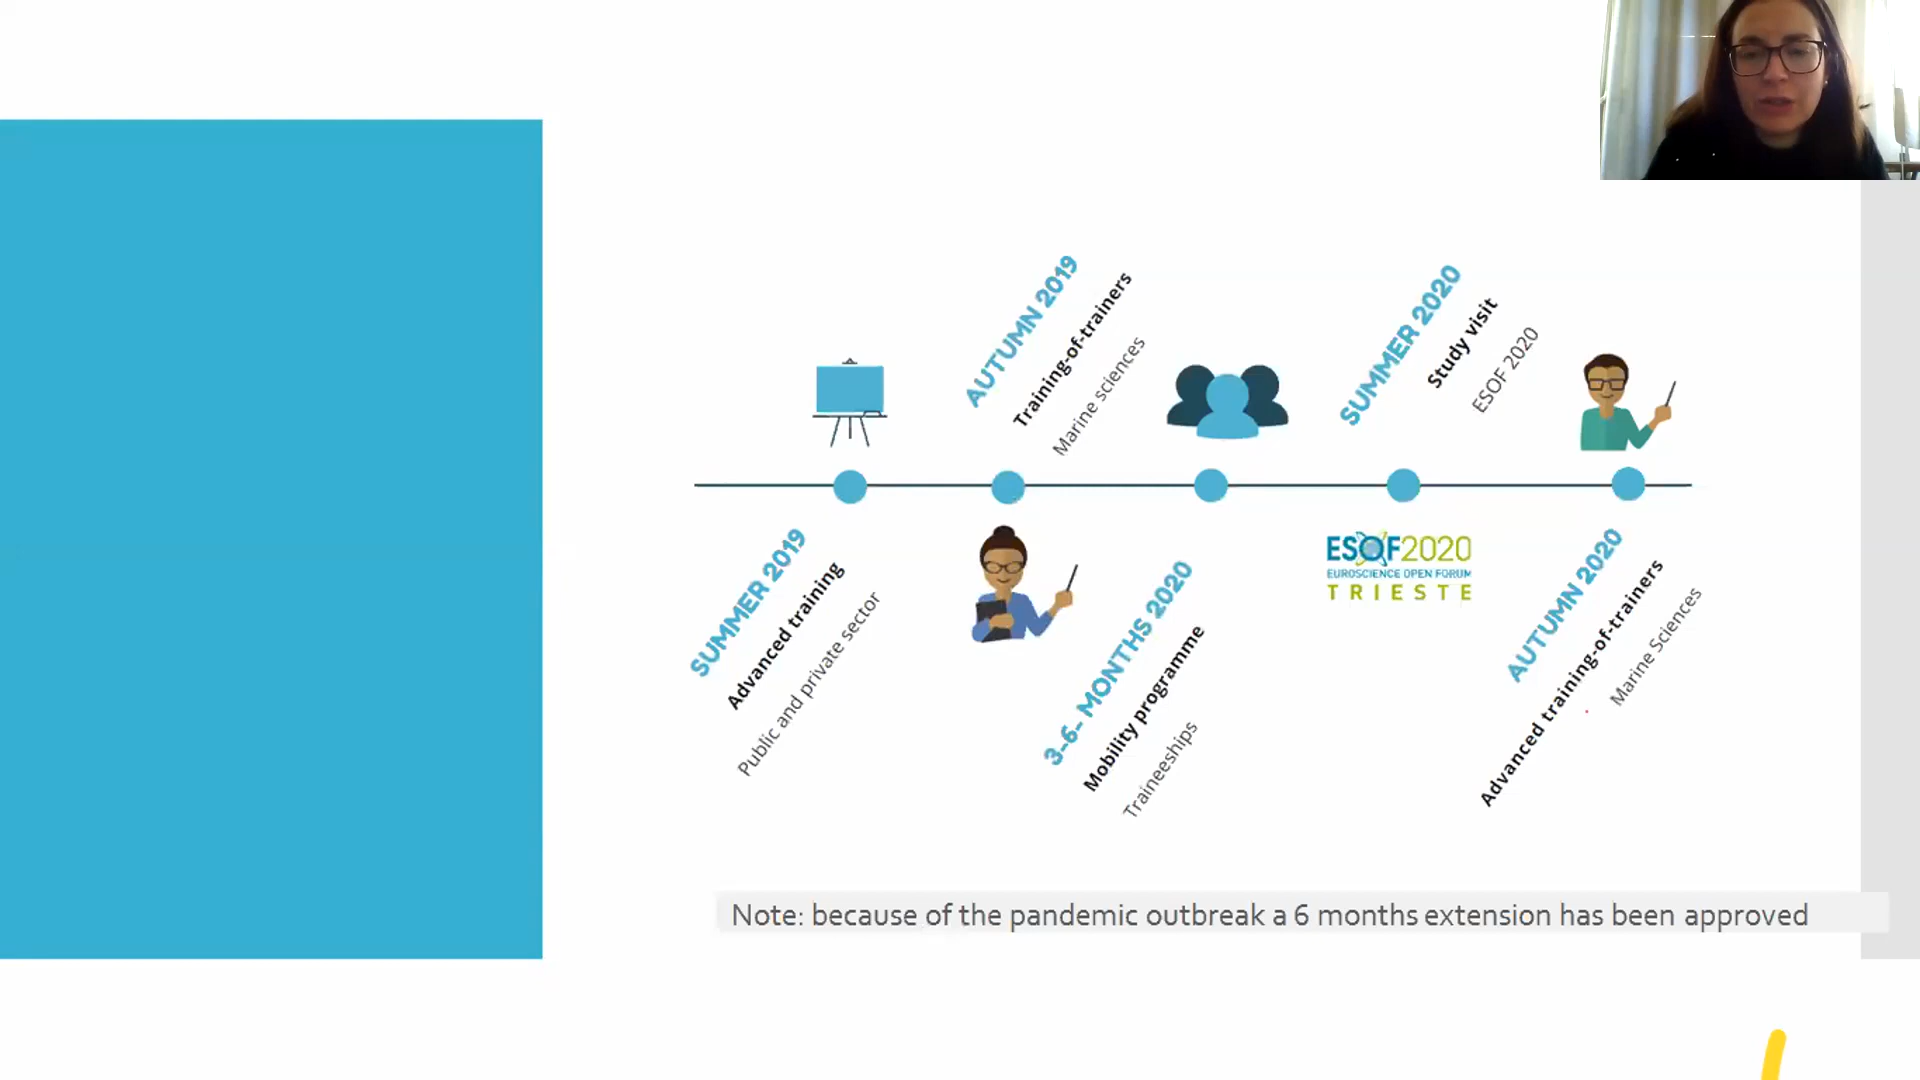 SUMMER 2019
Advanced training
Public and private sector
AUTUMN 2019
Training-of-trainers
Marine sciences
3-6- MONTHS 2020
Mobility programme
Traineeships
SUMMER 2020
Study visit
ESOF 2020
ESOF2020
EUROSCIENCE OPEN FORUM
TRIESTE
AUTUMN 2020
Advanced training-of-trainers
Marine Sciences
Note: because of the pandemic outbreak a 6 months extension has been approved